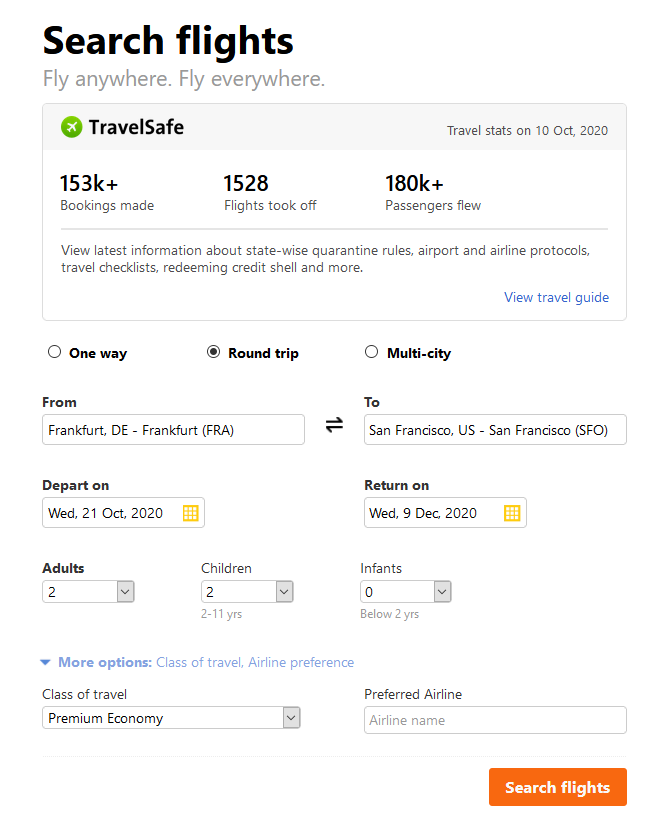 Search flights
Fly anywhere. Fly everywhere.
TravelSafe
Travel stats on 10 Oct, 2020
153k+ 1528 180k+
Bookings made Flights took off Passengers flew
View latest information about state-wise quarantine rules, airport and airline protocols,
travel checklists, redeeming credit shell and more.
View travel guide
One way Round trip Multi-city
From To
Frankfurt, DE - Frankfurt (FRA) San Francisco, US - San Francisco (SFO)
Depart on Return on
Wed, 21 Oct, 2020 Wed, 9 Dec, 2020
Adults Children Infants
2 2 0
2-11 yrs Below 2 yrs
More options: Class of travel, Airline preference
Class of travel Preferred Airline
Premium Economy Airline name
Search flights